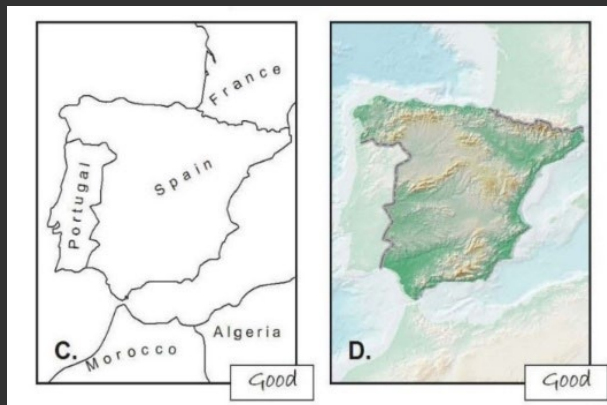 France
Spain
Portugal
Algeria
Morocco
C.
Good
D.
Good